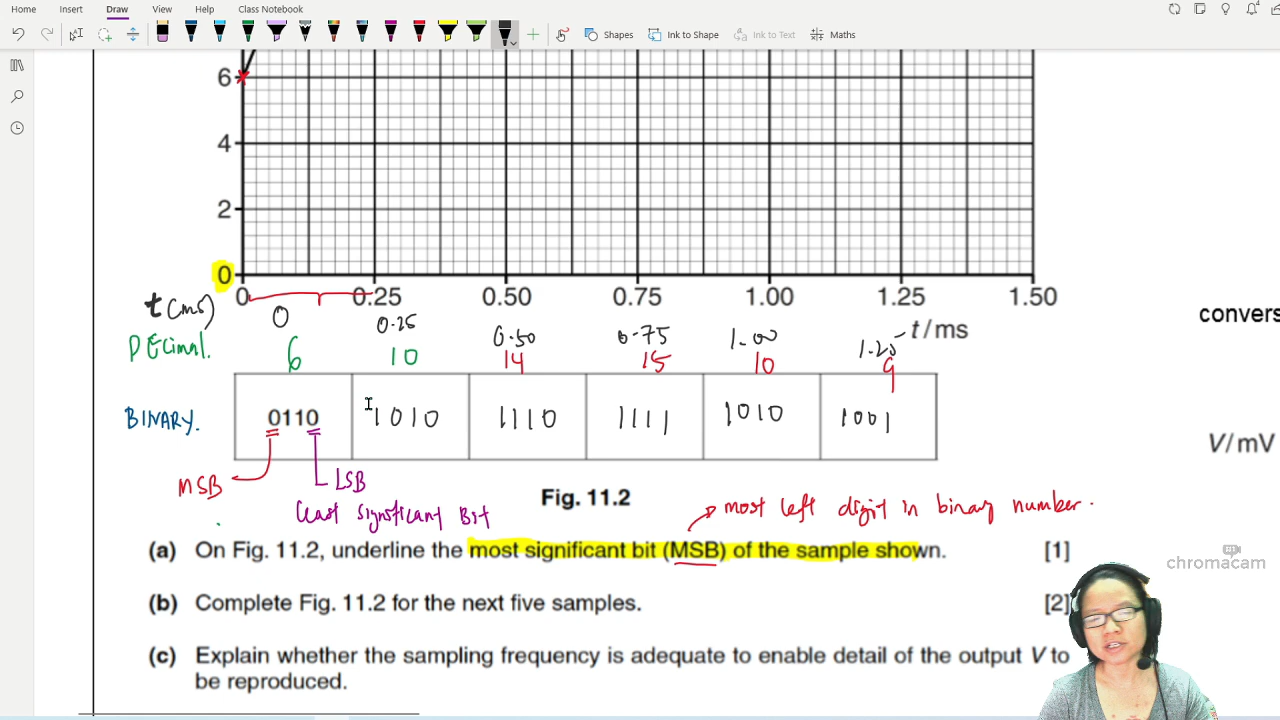 Home Insert Draw View Help Class Notebook
Shapes Ink to Shape Ink to Text Maths
6
4
2
0
0 0.25 0.50 0.75 1.00 1.25 1.50
t/ms
t(ms) 0 0.25 0.50 0.75 1.00 1.25
DECimal. 6 10 14 15 10 9
BINARY. 0110 1010 1110 1111 1010 1001
MSB
LSB
least significant Bit
Fig. 11.2
most left digit in binary number.
(a) On Fig. 11.2, underline the most significant bit (MSB) of the sample shown. [1]
(b) Complete Fig. 11.2 for the next five samples. [2]
(c) Explain whether the sampling frequency is adequate to enable detail of the output V to
be reproduced.
convers
V/mV
chromacam